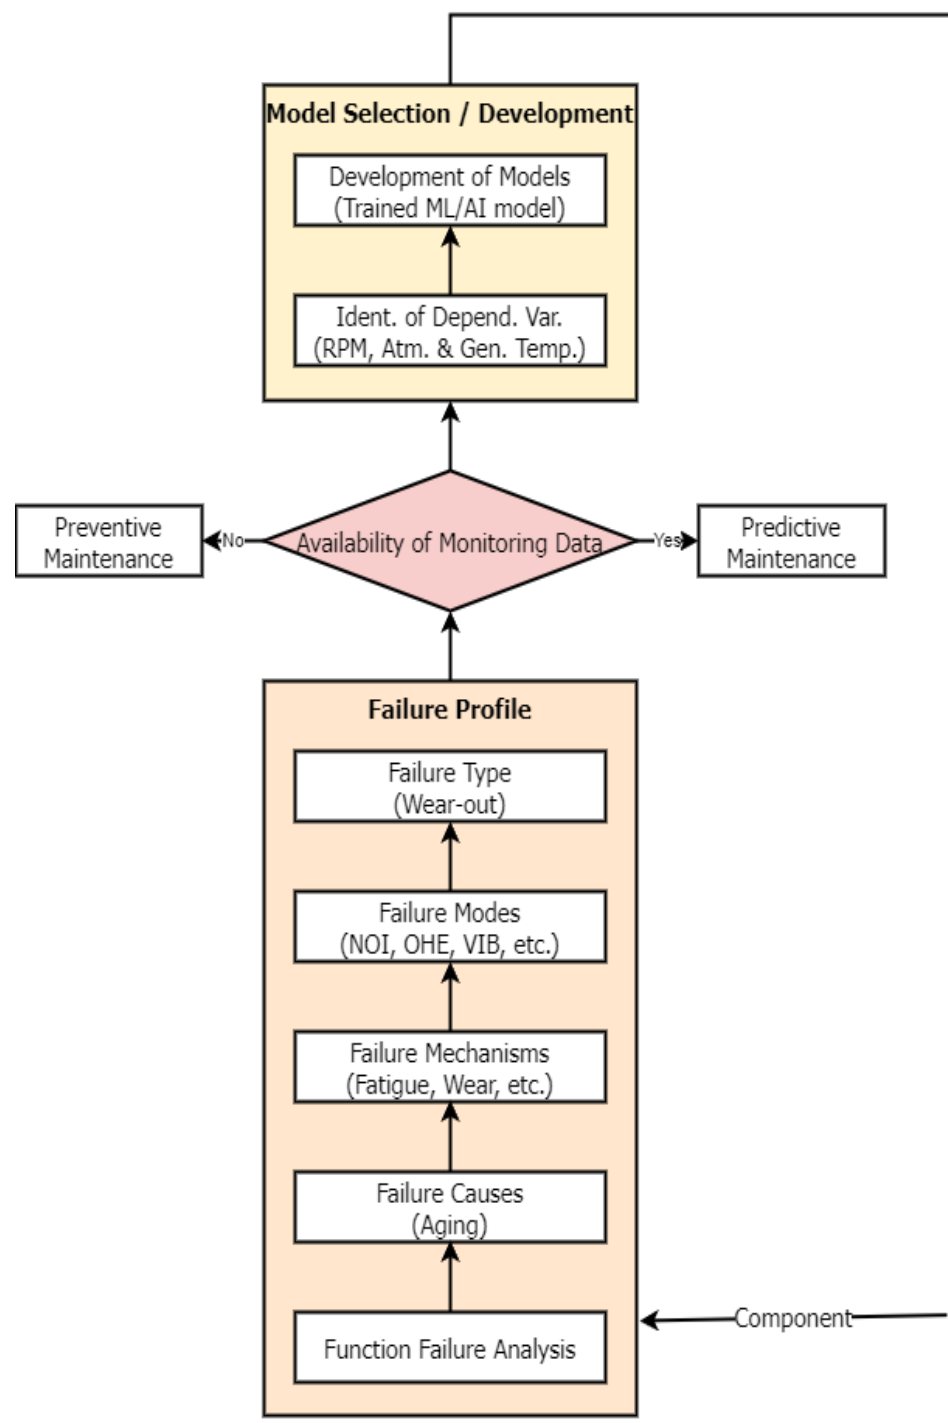 Model Selection / Development
Development of Models
(Trained ML/AI model)
Ident. of Depend. Var.
(RPM, Atm. & Gen. Temp.)
Preventive
Maintenance
No
Availability of Monitoring Data
Yes
Predictive
Maintenance
Failure Profile
Failure Type
(Wear-out)
Failure Modes
(NOI, OHE, VIB, etc.)
Failure Mechanisms
(Fatigue, Wear, etc.)
Failure Causes
(Aging)
Function Failure Analysis
Component